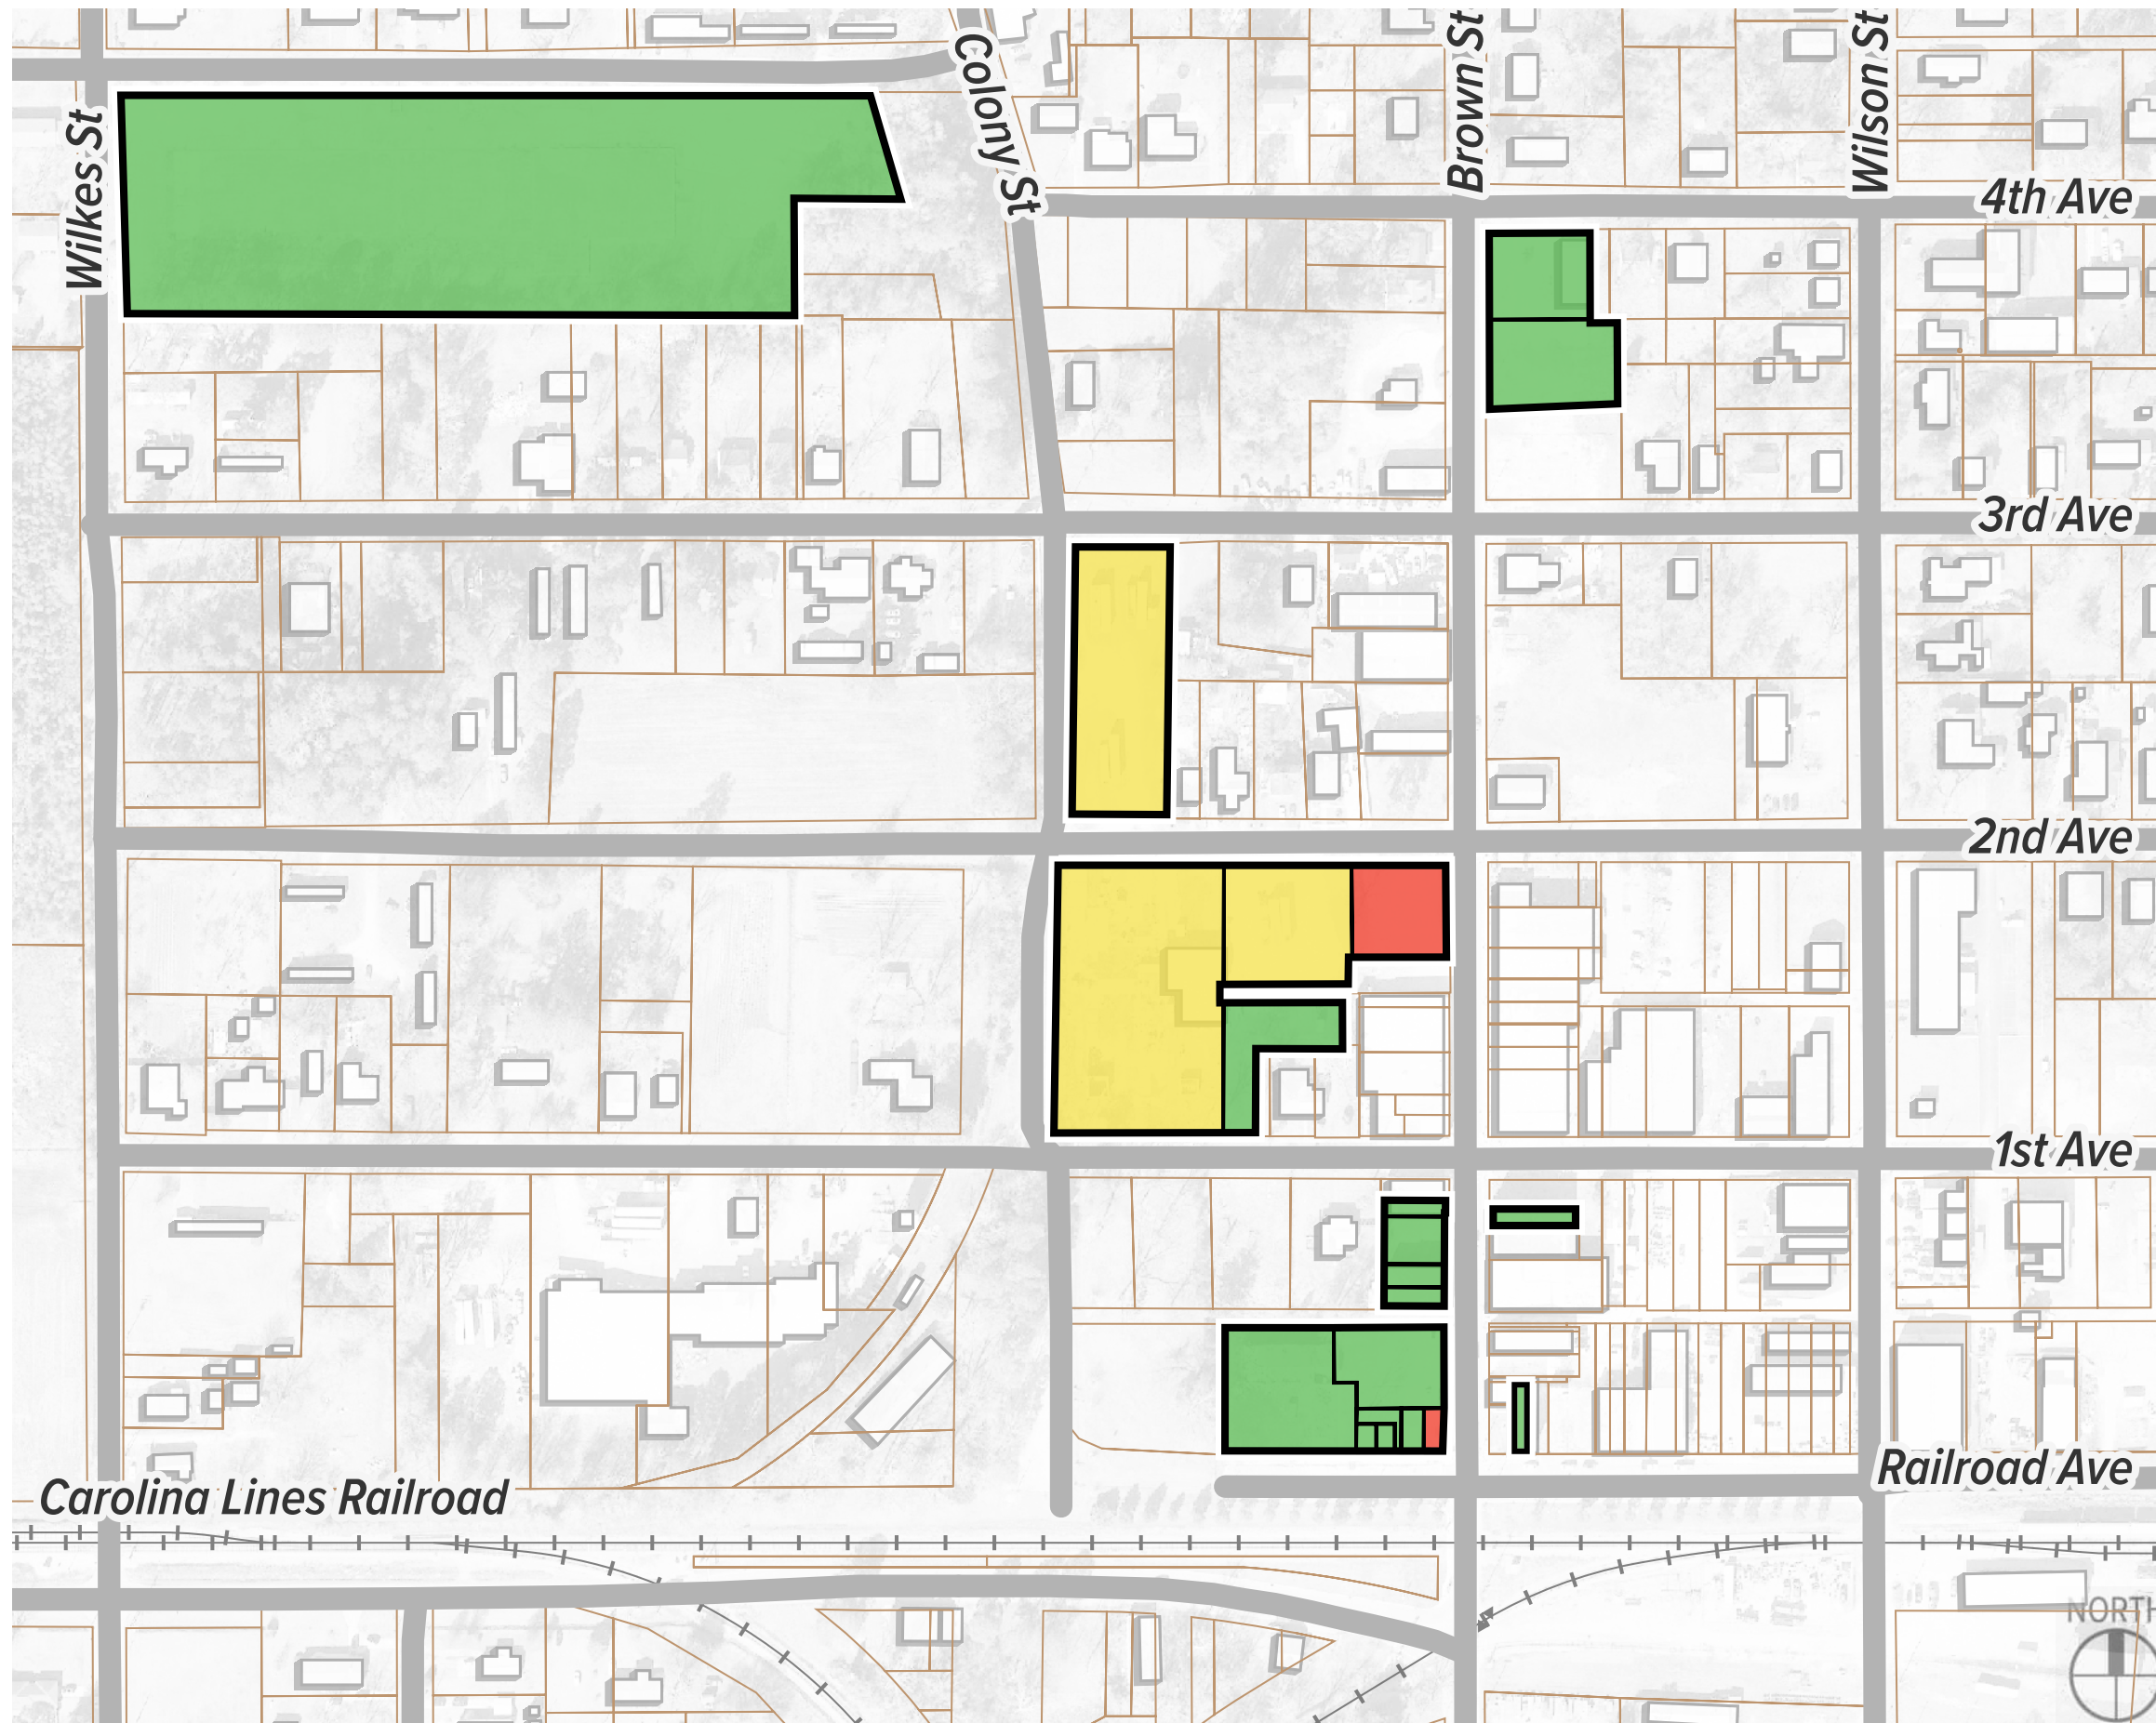 Wilkes St
Colony St
Brown St
Wilson St
4th Ave
3rd Ave
2nd Ave
1st Ave
Railroad Ave
Carolina Lines Railroad
NORTH